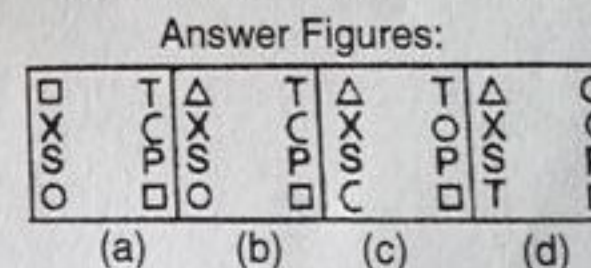 Answer Figures:
□ T △ T △ T △
X C X C X O X
S P S P S P S
O □ O □ C □ T
(a) (b) (c) (d)